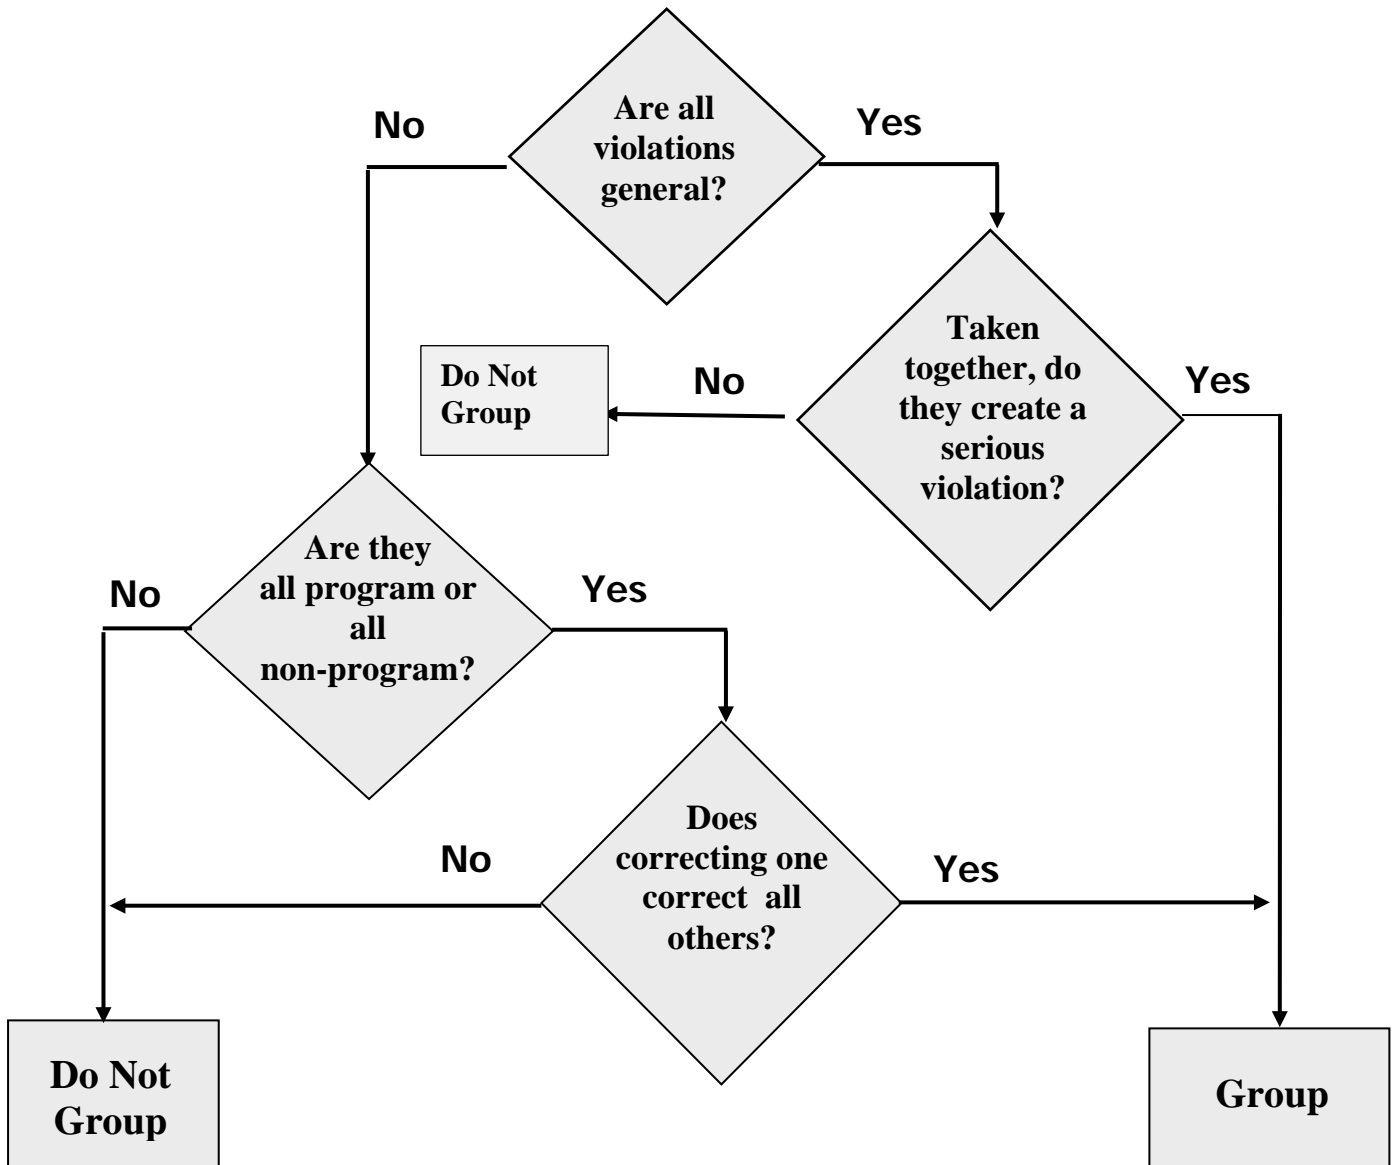 Are all
violations
general?
No
Yes
Taken
together, do
they create a
serious
violation?
Do Not
Group
No
Yes
Are they
all program or
all
non-program?
No
Yes
Does
correcting one
correct all
others?
No
Yes
Do Not
Group
Group